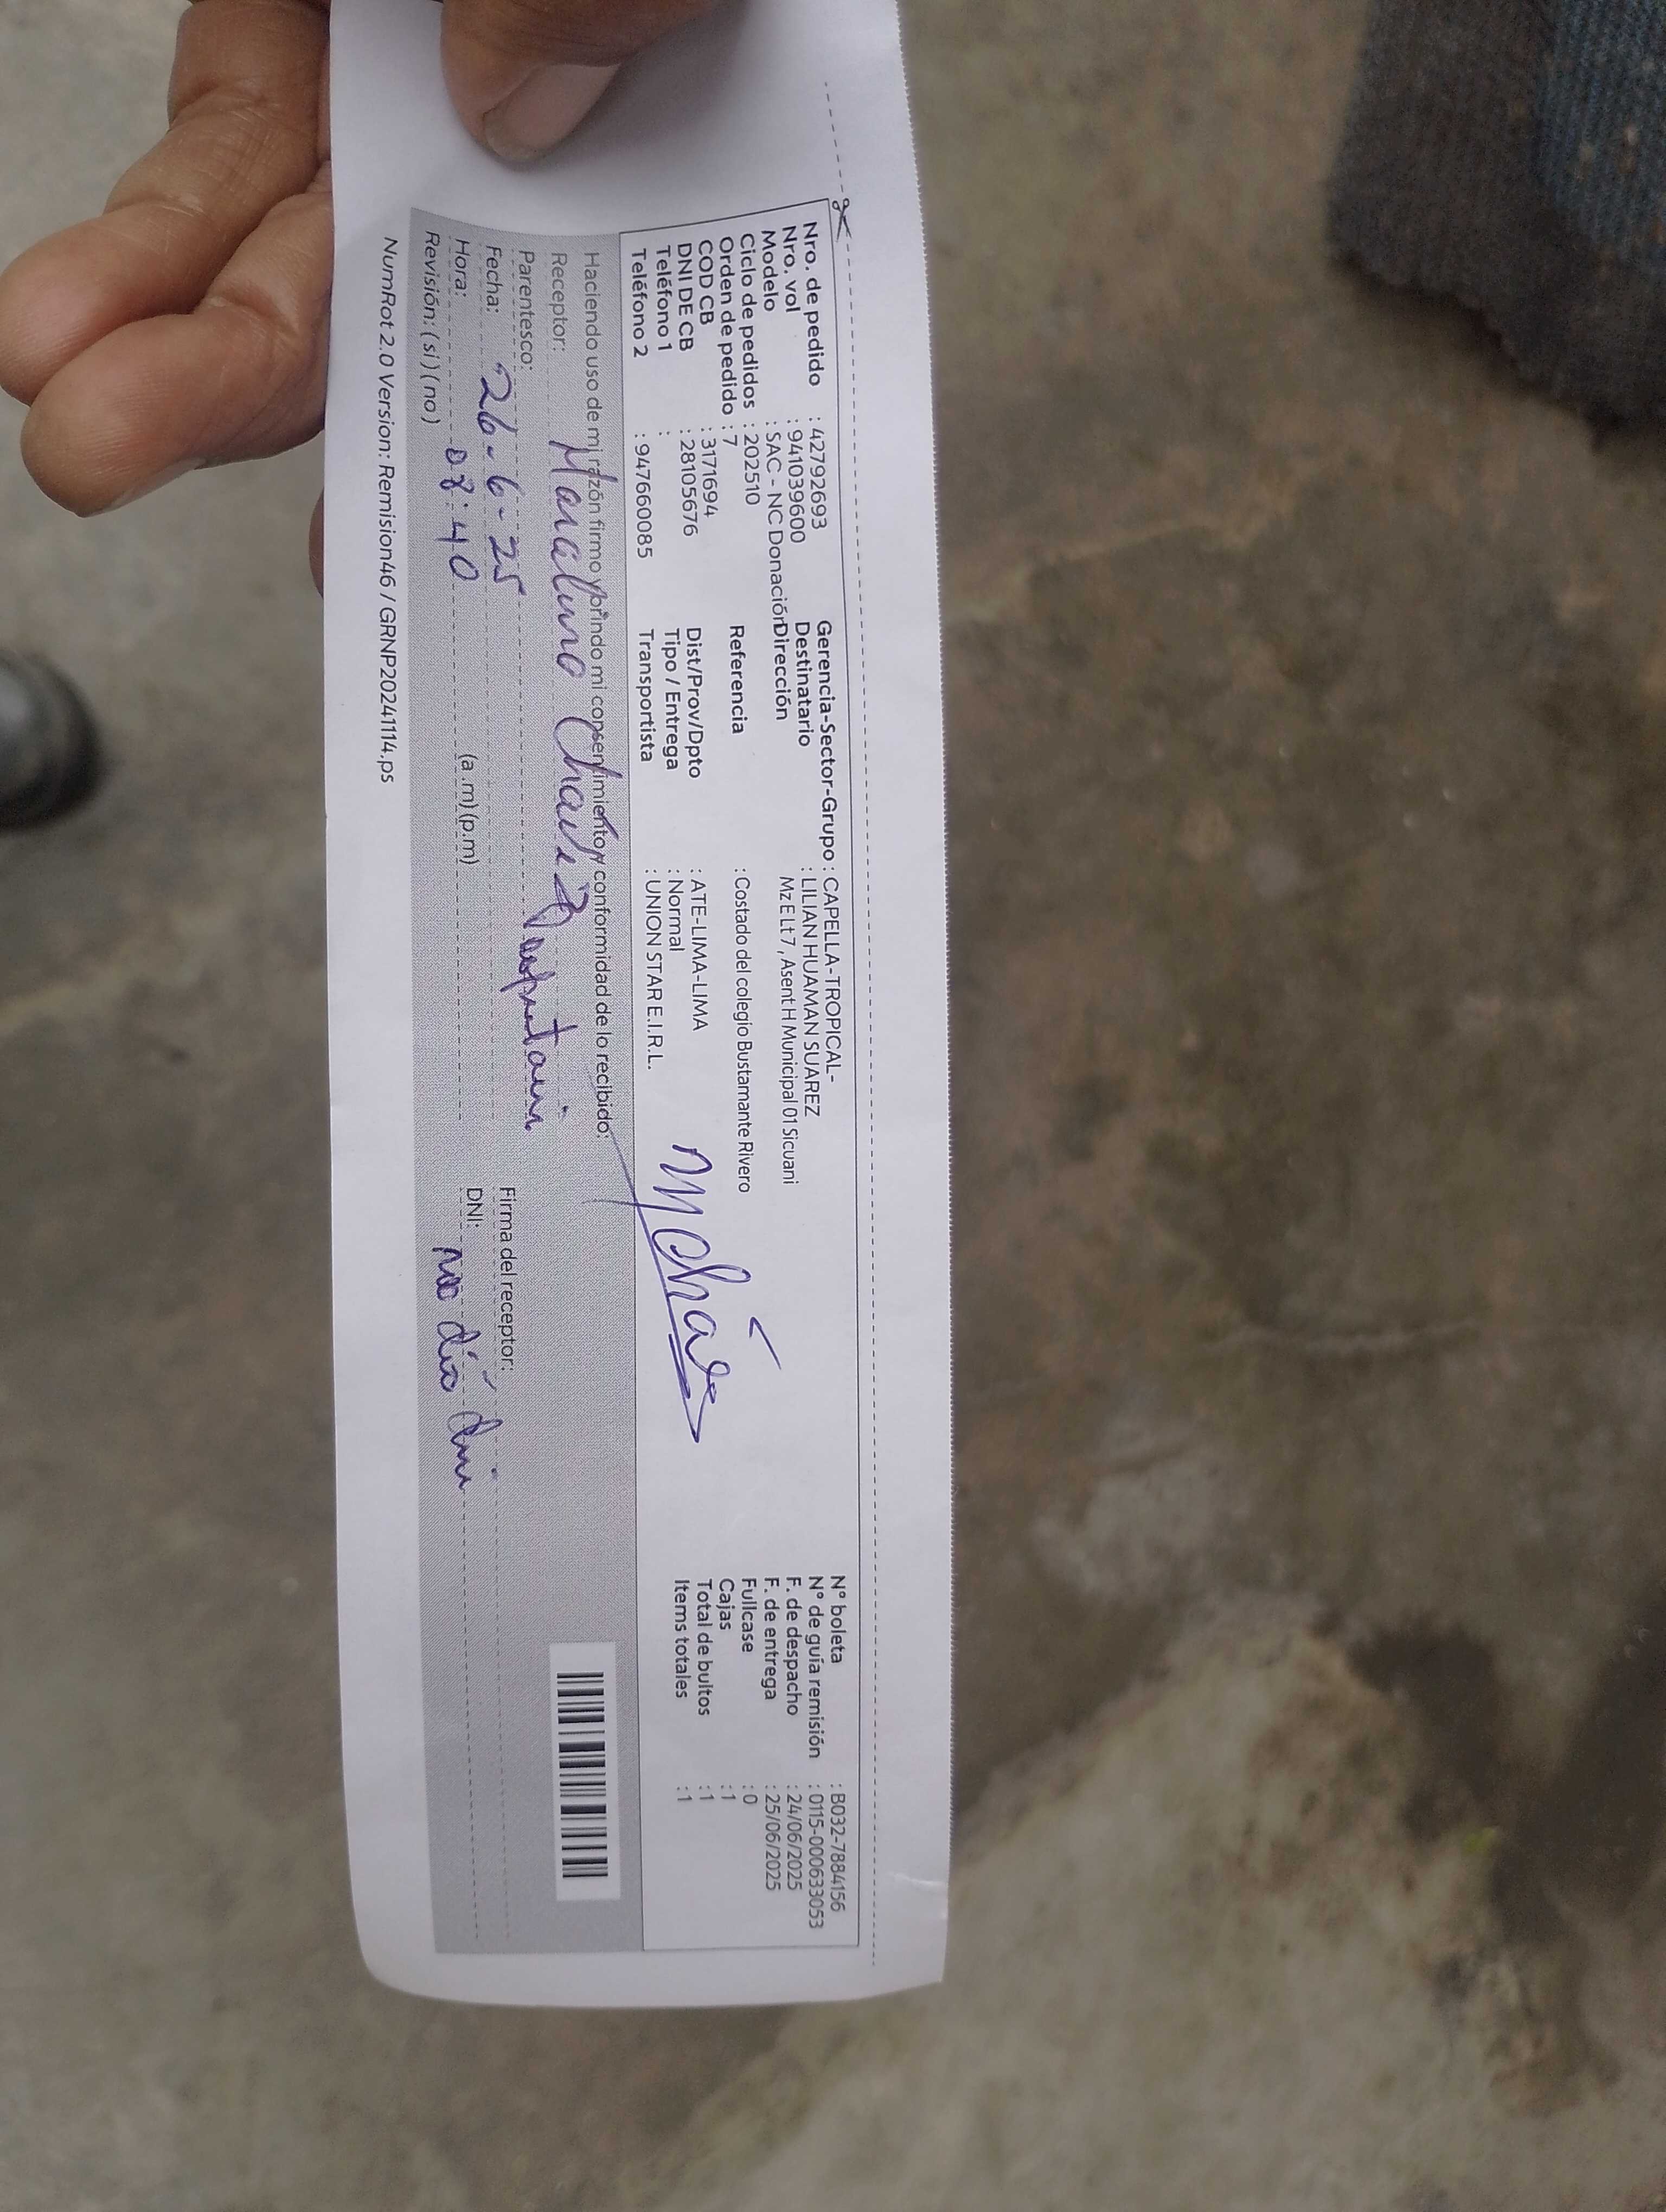 Nro. de pedido : 42792693
Nro. vol : 941039600
Modelo : SAC - NC Donación
Ciclo de pedidos : 202510
Orden de pedido : 7
COD CB : 3171694
DNI DE CB : 28105676
Teléfono 1 :
Teléfono 2 : 947660085
Gerencia-Sector-Grupo : CAPELLA-TROPICAL-
Destinatario : LILIAN HUAMAN SUAREZ
Dirección Mz E Lt 7 , Asent H Municipal 01 Sicuani
Referencia : Costado del colegio Bustamante Rivero
Dist/Prov/Dpto : ATE-LIMA-LIMA
Tipo / Entrega : Normal
Transportista : UNION STAR E.I.R.L.
N° boleta : B032-7884156
N° de guía remisión : 0115-000633053
F. de despacho : 24/06/2025
F. de entrega : 25/06/2025
Fullcase : 0
Cajas : 1
Total de bultos : 1
Items totales : 1
Haciendo uso de mi razón firmo y brindo mi consentimiento y conformidad de lo recibido:
Receptor: Marcelino Chavez
Parentesco:
Fecha: 26-6-25
Hora: 08:40 (a .m) (p.m)
Revisión: ( si ) ( no )
Firma del receptor:
DNI: no dio dni
NumRot 2.0 Version: Remision46 / GRNP20241114.ps